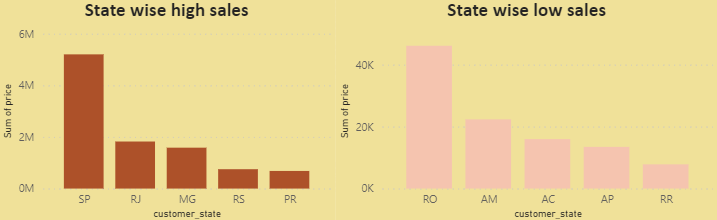 State wise high sales
6M
4M
2M
0M
Sum of price
SP RJ MG RS PR
customer_state
State wise low sales
40K
20K
0K
Sum of price
RO AM AC AP RR
customer_state